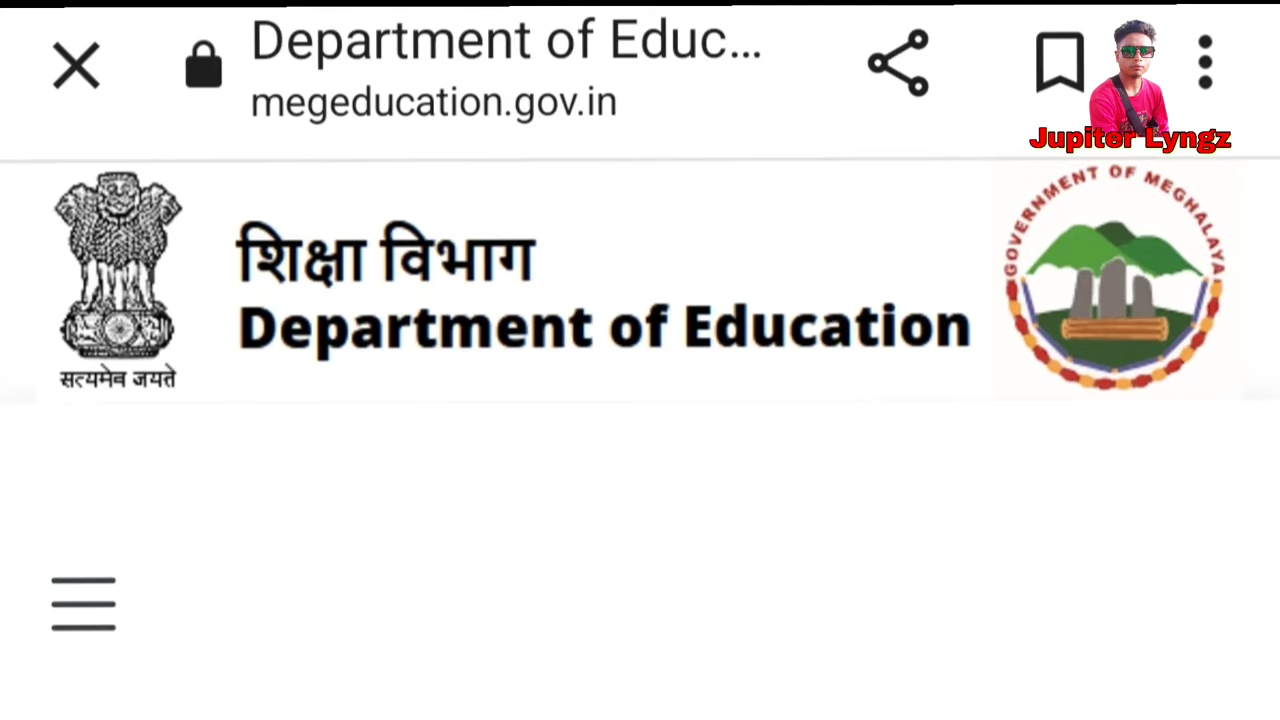 Department of Educ...
megeducation.gov.in
Jupiter Lyngz
शिक्षा विभाग
Department of Education
सत्यमेव जयते
GOVERNMENT OF MEGHALAYA